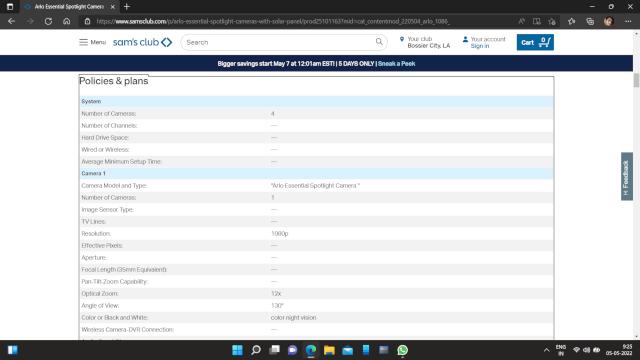 Arlo Essential Spotlight Camera
https://www.samsclub.com/p/arlo-essential-spotlight-cameras-with-solar-panel/prod25101163?mid=cat_contentmod_220504_arlo_1086_
Menu
sam's club
Search
Your club
Bossier City, LA
Your account
Sign in
Cart 0
Bigger savings start May 7 at 12:01am EST! | 5 DAYS ONLY | Sneak a Peek
Policies & plans
System
Number of Cameras: 4
Number of Channels: ---
Hard Drive Space: ---
Wired or Wireless: ---
Average Minimum Setup Time: ---
Camera 1
Camera Model and Type: "Arlo Essential Spotlight Camera "
Number of Cameras: 1
Image Sensor Type: ---
TV Lines: ---
Resolution: 1080p
Effective Pixels: ---
Aperture: ---
Focal Length (35mm Equivalent): ---
Pan-Tilt-Zoom Capability: ---
Optical Zoom: 12x
Angle of View: 130°
Color or Black and White: color night vision
Wireless Camera-DVR Connection: ---
Feedback
ENG
IN
9:25
05-05-2022